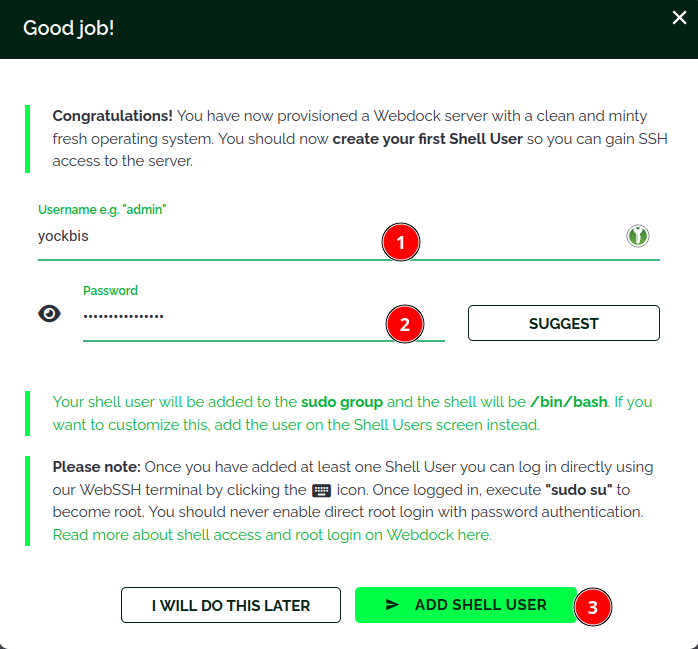 Good job!
Congratulations! You have now provisioned a Webdock server with a clean and minty
fresh operating system. You should now create your first Shell User so you can gain SSH
access to the server.
Username e.g. "admin"
yockbis
1
Password
••••••••••••••••
2
SUGGEST
Your shell user will be added to the sudo group and the shell will be /bin/bash. If you
want to customize this, add the user on the Shell Users screen instead.
Please note: Once you have added at least one Shell User you can log in directly using
our WebSSH terminal by clicking the icon. Once logged in, execute "sudo su" to
become root. You should never enable direct root login with password authentication.
Read more about shell access and root login on Webdock here.
I WILL DO THIS LATER
ADD SHELL USER
3